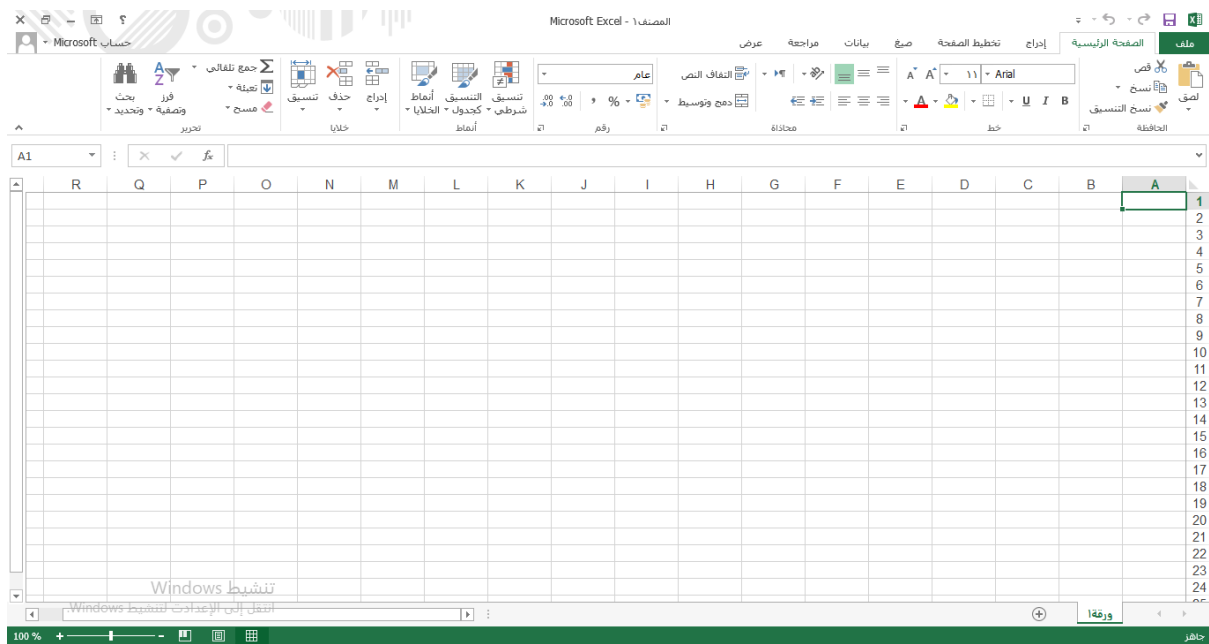 المصنف١ - Microsoft Excel
؟
ملف الصفحة الرئيسية إدراج تخطيط الصفحة صيغ بيانات مراجعة عرض
حساب Microsoft
لصق
قص
نسخ
نسخ التنسيق
الحافظة
Arial ١١
B I U
خط
التفاف النص
دمج وتوسيط
محاذاة
عام
%
رقم
تنسيق شرطي
التنسيق كجدول
أنماط الخلايا
أنماط
إدراج
حذف
تنسيق
خلايا
جمع تلقائي
تعبئة
مسح
فرز وتصفية
بحث وتحديد
تحرير
A1
fx
A B C D E F G H I J K L M N O P Q R
1
2
3
4
5
6
7
8
9
10
11
12
13
14
15
16
17
18
19
20
21
22
23
24
تنشيط Windows
انتقل إلى الإعدادت لتنشيط Windows.
ورقة١
جاهز
100 %